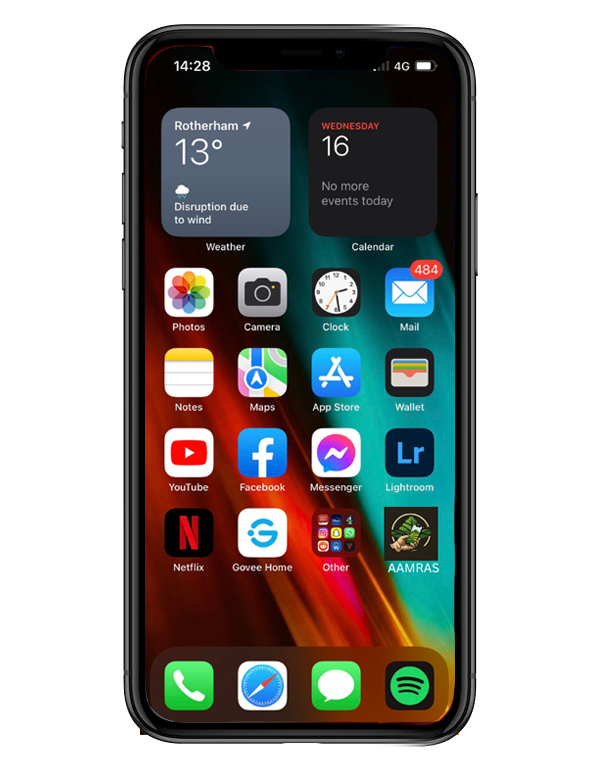 14:28
4G
Rotherham
13°
Disruption due
to wind
Weather
WEDNESDAY
16
No more
events today
Calendar
484
Photos
Camera
Clock
Mail
Notes
Maps
App Store
Wallet
YouTube
Facebook
Messenger
Lr
Lightroom
N
Netflix
Govee Home
Other
AAMRAS